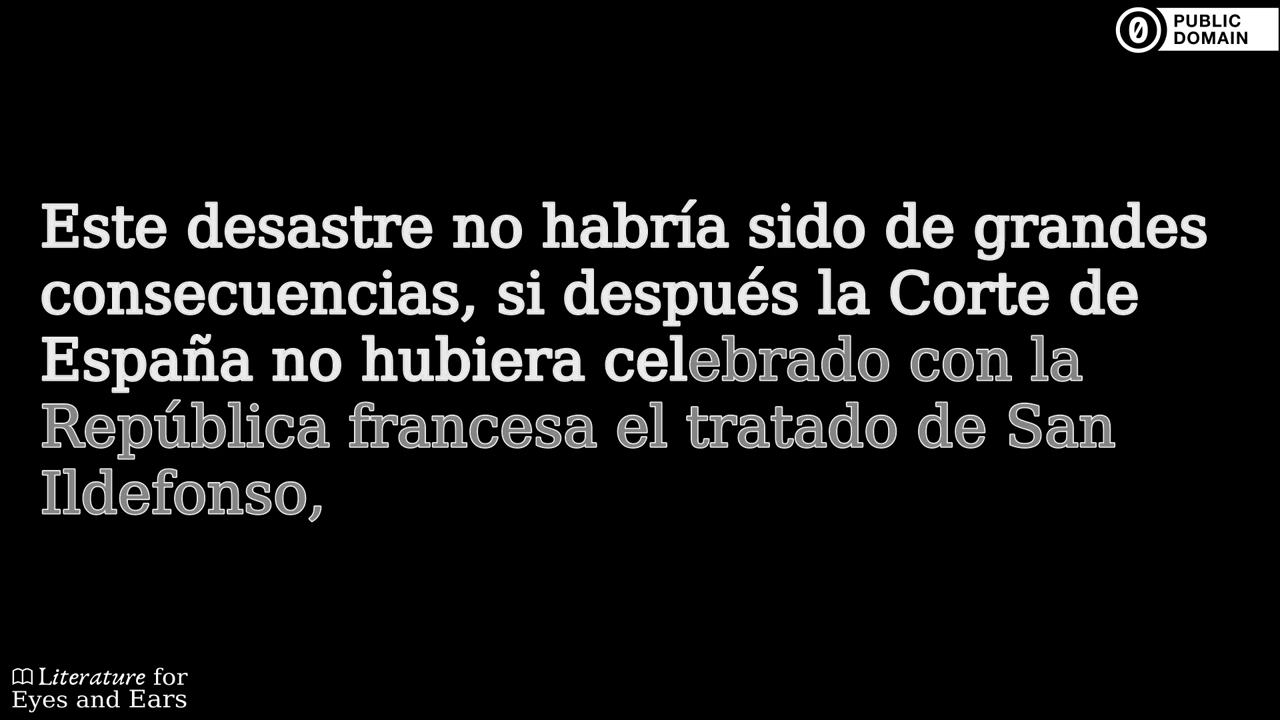 PUBLIC
DOMAIN
Este desastre no habría sido de grandes
consecuencias, si después la Corte de
España no hubiera celebrado con la
República francesa el tratado de San
Ildefonso,
Literature for
Eyes and Ears